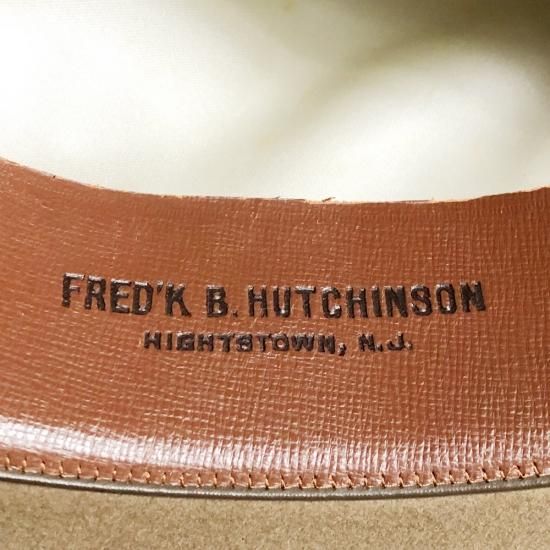 FRED'K B. HUTCHINSON
HIGHTSTOWN, N.J.